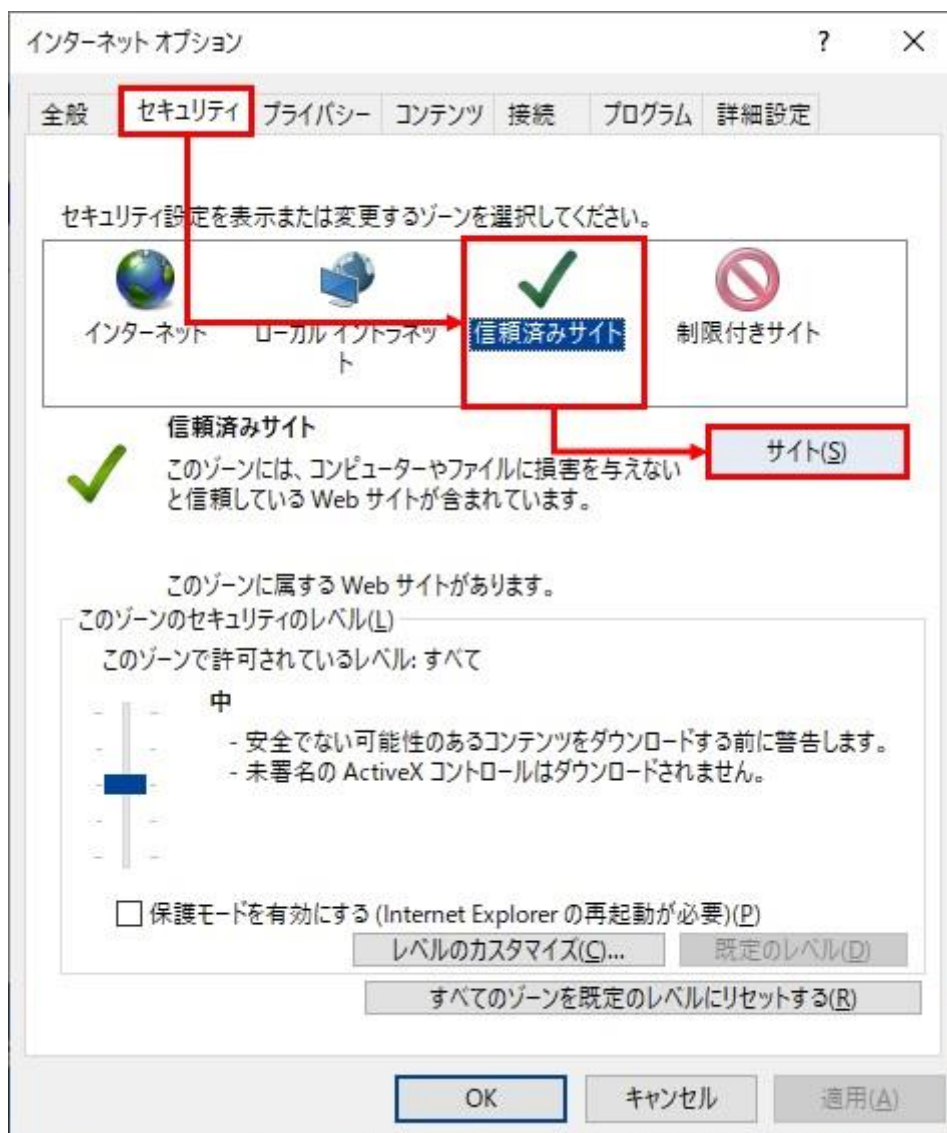 インターネット オプション
?
全般 セキュリティ プライバシー コンテンツ 接続 プログラム 詳細設定
セキュリティ設定を表示または変更するゾーンを選択してください。
インターネット
ローカル イントラネッ
ト
信頼済みサイト
制限付きサイト
信頼済みサイト
このゾーンには、コンピューターやファイルに損害を与えない
と信頼している Web サイトが含まれています。
サイト(S)
このゾーンに属する Web サイトがあります。
このゾーンのセキュリティのレベル(L)
このゾーンで許可されているレベル: すべて
中
- 安全でない可能性のあるコンテンツをダウンロードする前に警告します。
- 未署名の ActiveX コントロールはダウンロードされません。
保護モードを有効にする (Internet Explorer の再起動が必要)(P)
レベルのカスタマイズ(C)... 既定のレベル(D)
すべてのゾーンを既定のレベルにリセットする(R)
OK キャンセル 適用(A)